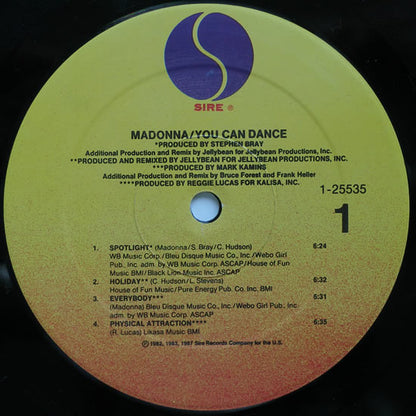 SIRE ®
MADONNA/YOU CAN DANCE
*PRODUCED BY STEPHEN BRAY
Additional Production and Remix by Jellybean for Jellybean Productions, Inc.
**PRODUCED AND REMIXED BY JELLYBEAN FOR JELLYBEAN PRODUCTIONS, INC.
***PRODUCED BY MARK KAMINS
Additional Production and Remix by Bruce Forest and Frank Heller
****PRODUCED BY REGGIE LUCAS FOR KALISA, INC.
1-25535
1
1. SPOTLIGHT* (Madonna/S. Bray/C. Hudson) 6:24
WB Music Corp./Bleu Disque Music Co., Inc./Webo Girl
Pub., Inc. adm. by WB Music Corp. ASCAP/House of Fun
Music BMI/Black Lion Music Inc. ASCAP
2. HOLIDAY** (C. Hudson/L. Stevens) 6:32
House of Fun Music/Pure Energy Pub. Co. Inc. BMI
3. EVERYBODY*** 6:31
(Madonna) Bleu Disque Music Co., Inc./Webo Girl Pub., Inc.
adm. by WB Music Corp. ASCAP
4. PHYSICAL ATTRACTION**** 6:35
(R. Lucas) Likasa Music BMI
℗ 1982, 1983, 1987 Sire Records Company for the U.S.